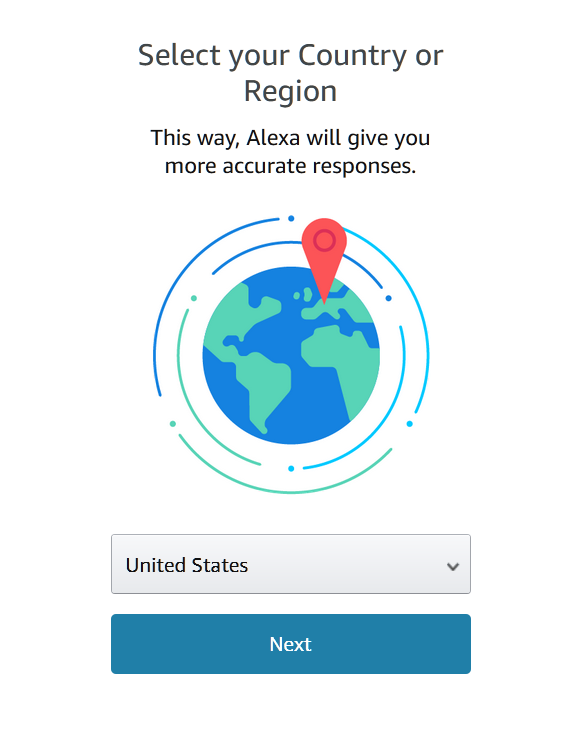 Select your Country or
Region
This way, Alexa will give you
more accurate responses.
United States
Next